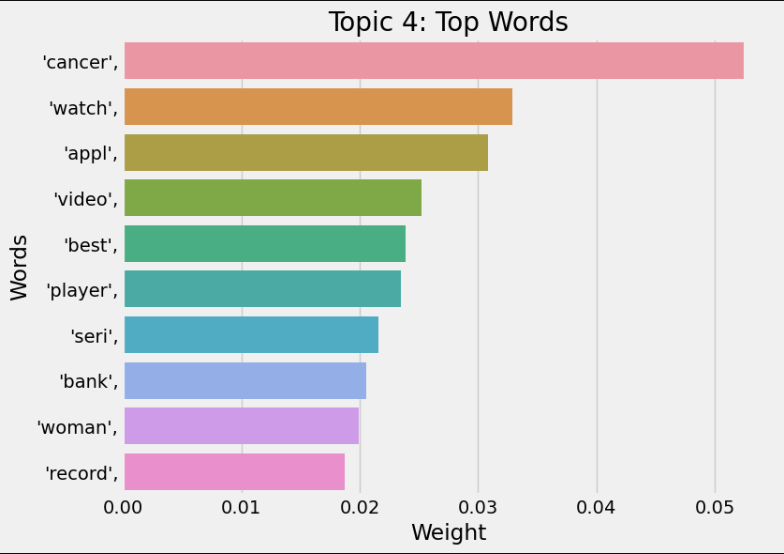 Topic 4: Top Words
'cancer',
'watch',
'appl',
'video',
'best',
'player',
'seri',
'bank',
'woman',
'record',
Words
0.00 0.01 0.02 0.03 0.04 0.05
Weight